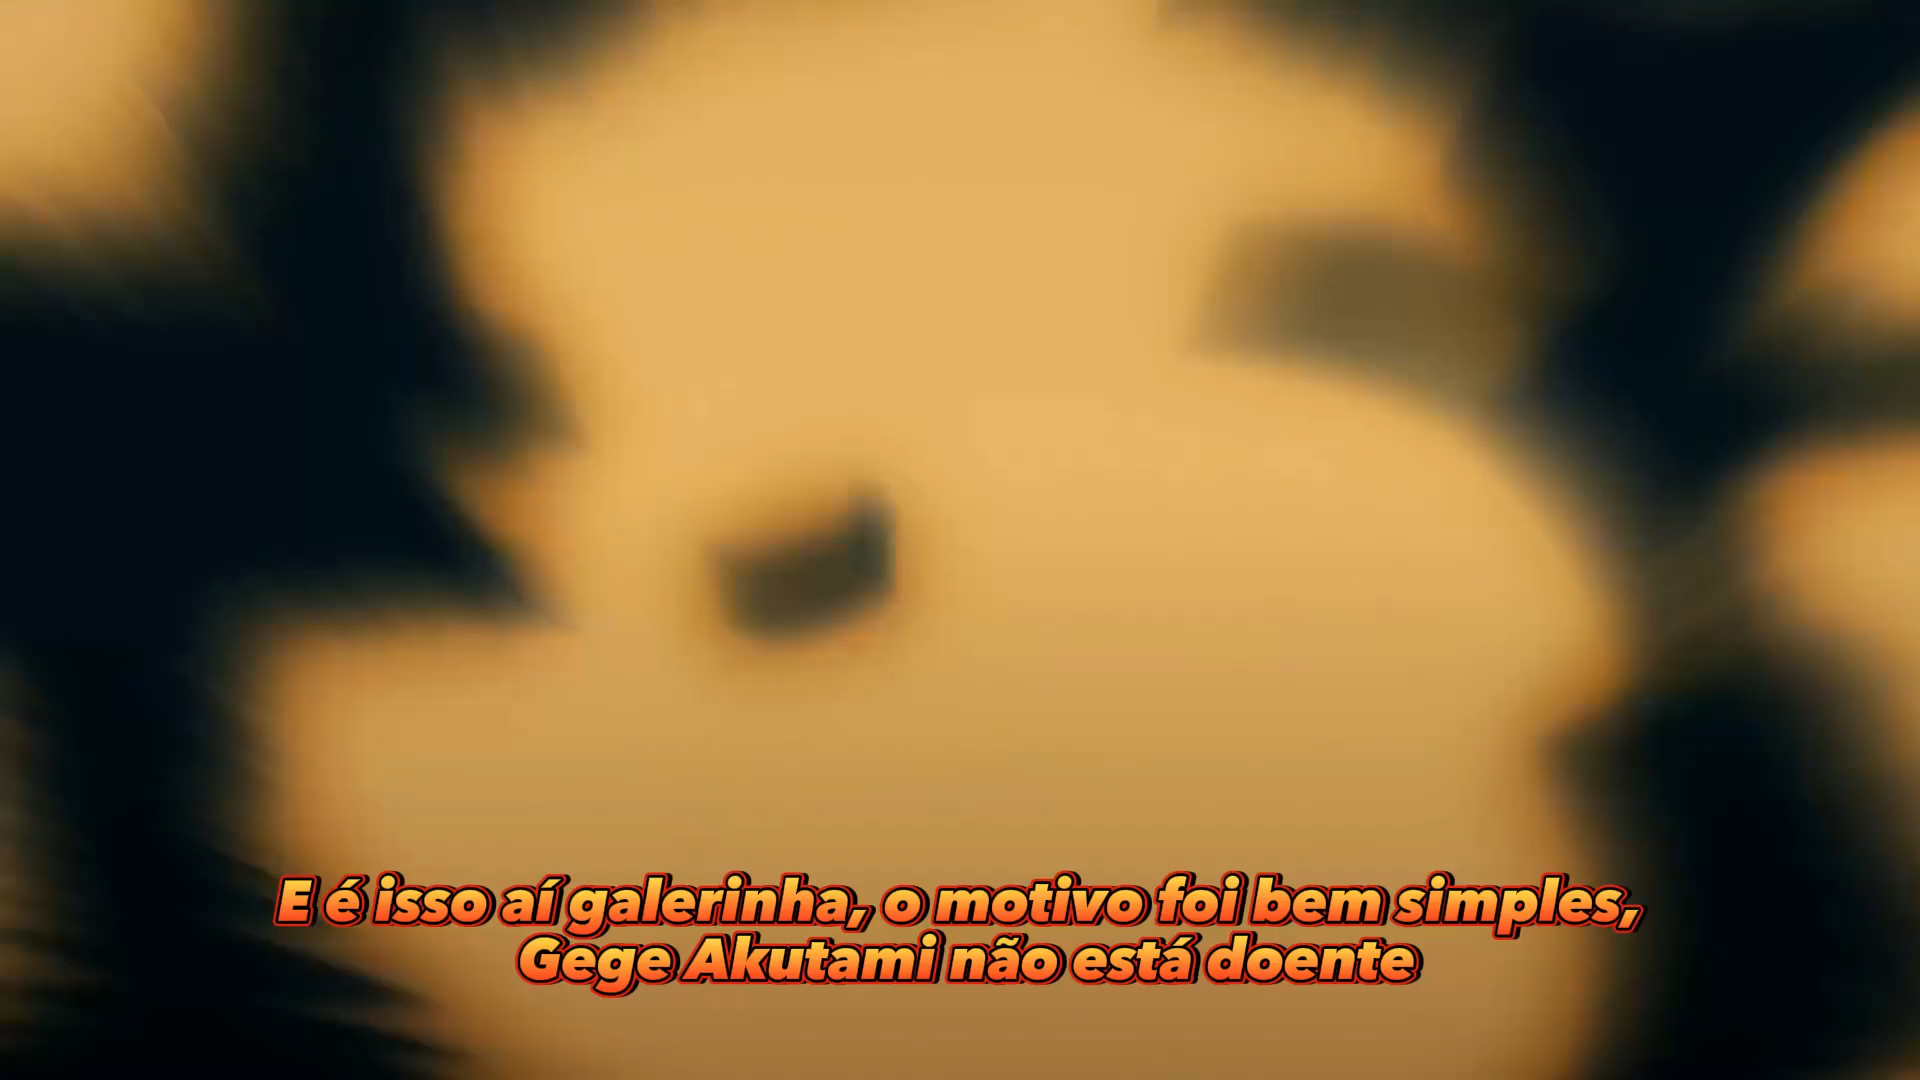 E é isso aí galerinha, o motivo foi bem simples,
Gege Akutami não está doente